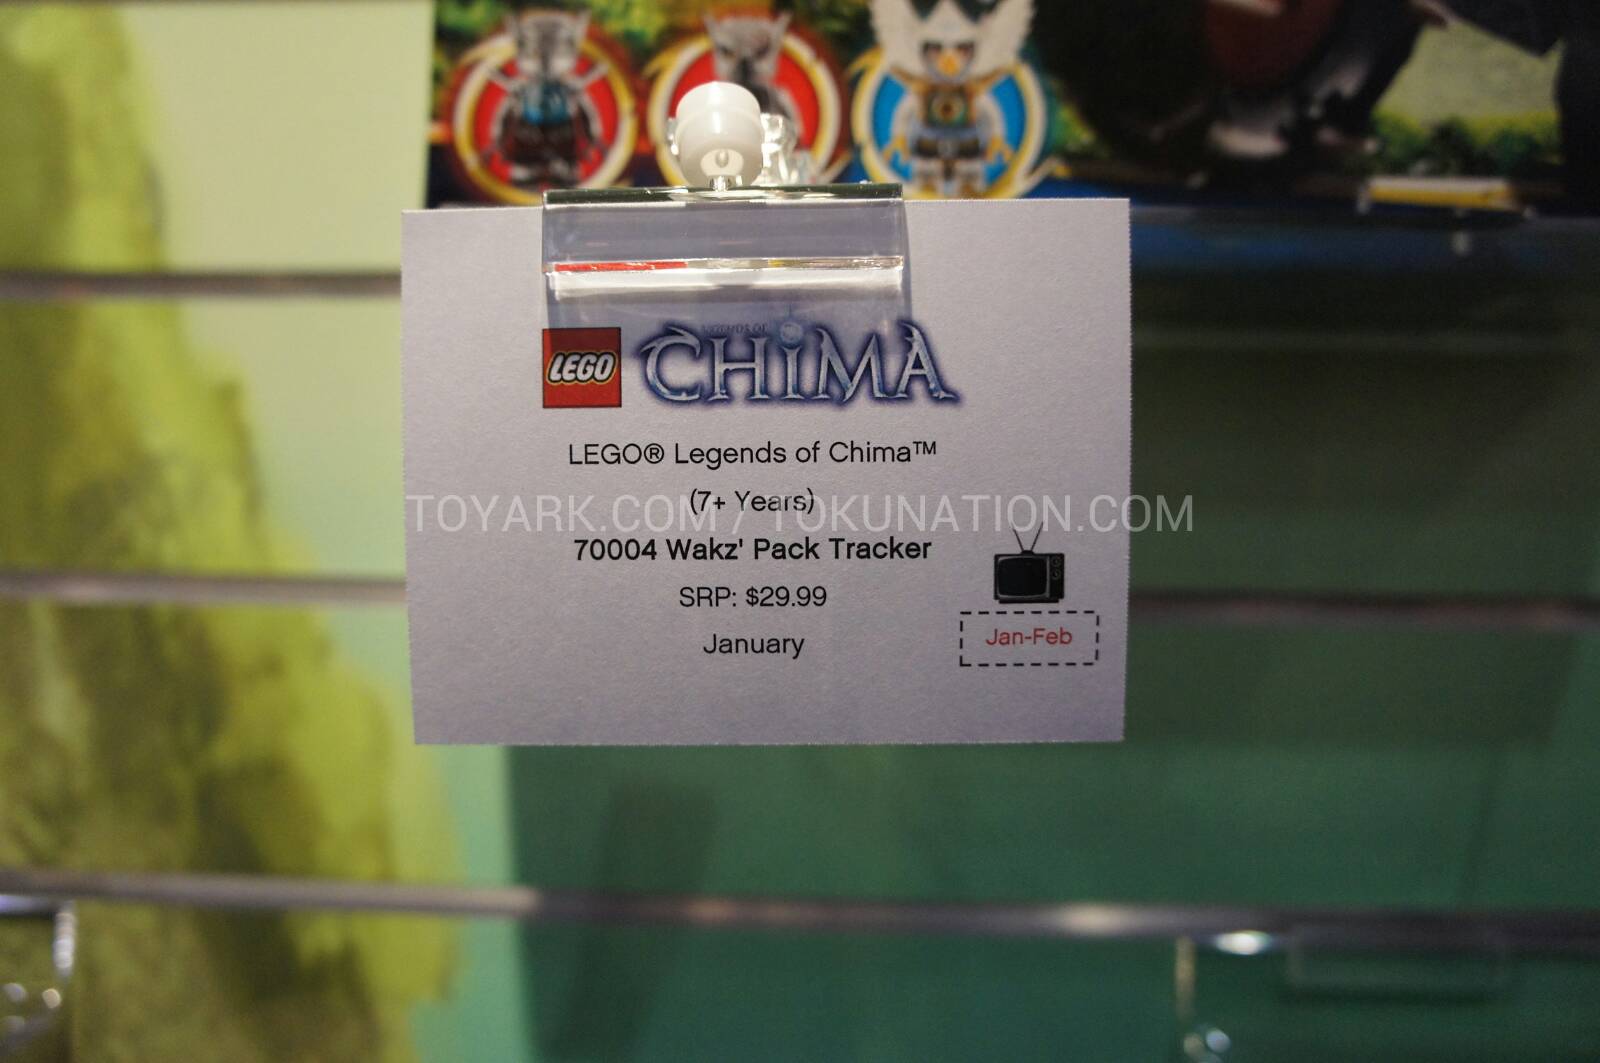 LEGENDS OF
LEGO CHIMA
LEGO® Legends of Chima™
(7+ Years)
TOYARK.COM / TOKUNATION.COM
70004 Wakz' Pack Tracker
SRP: $29.99
January
Jan-Feb